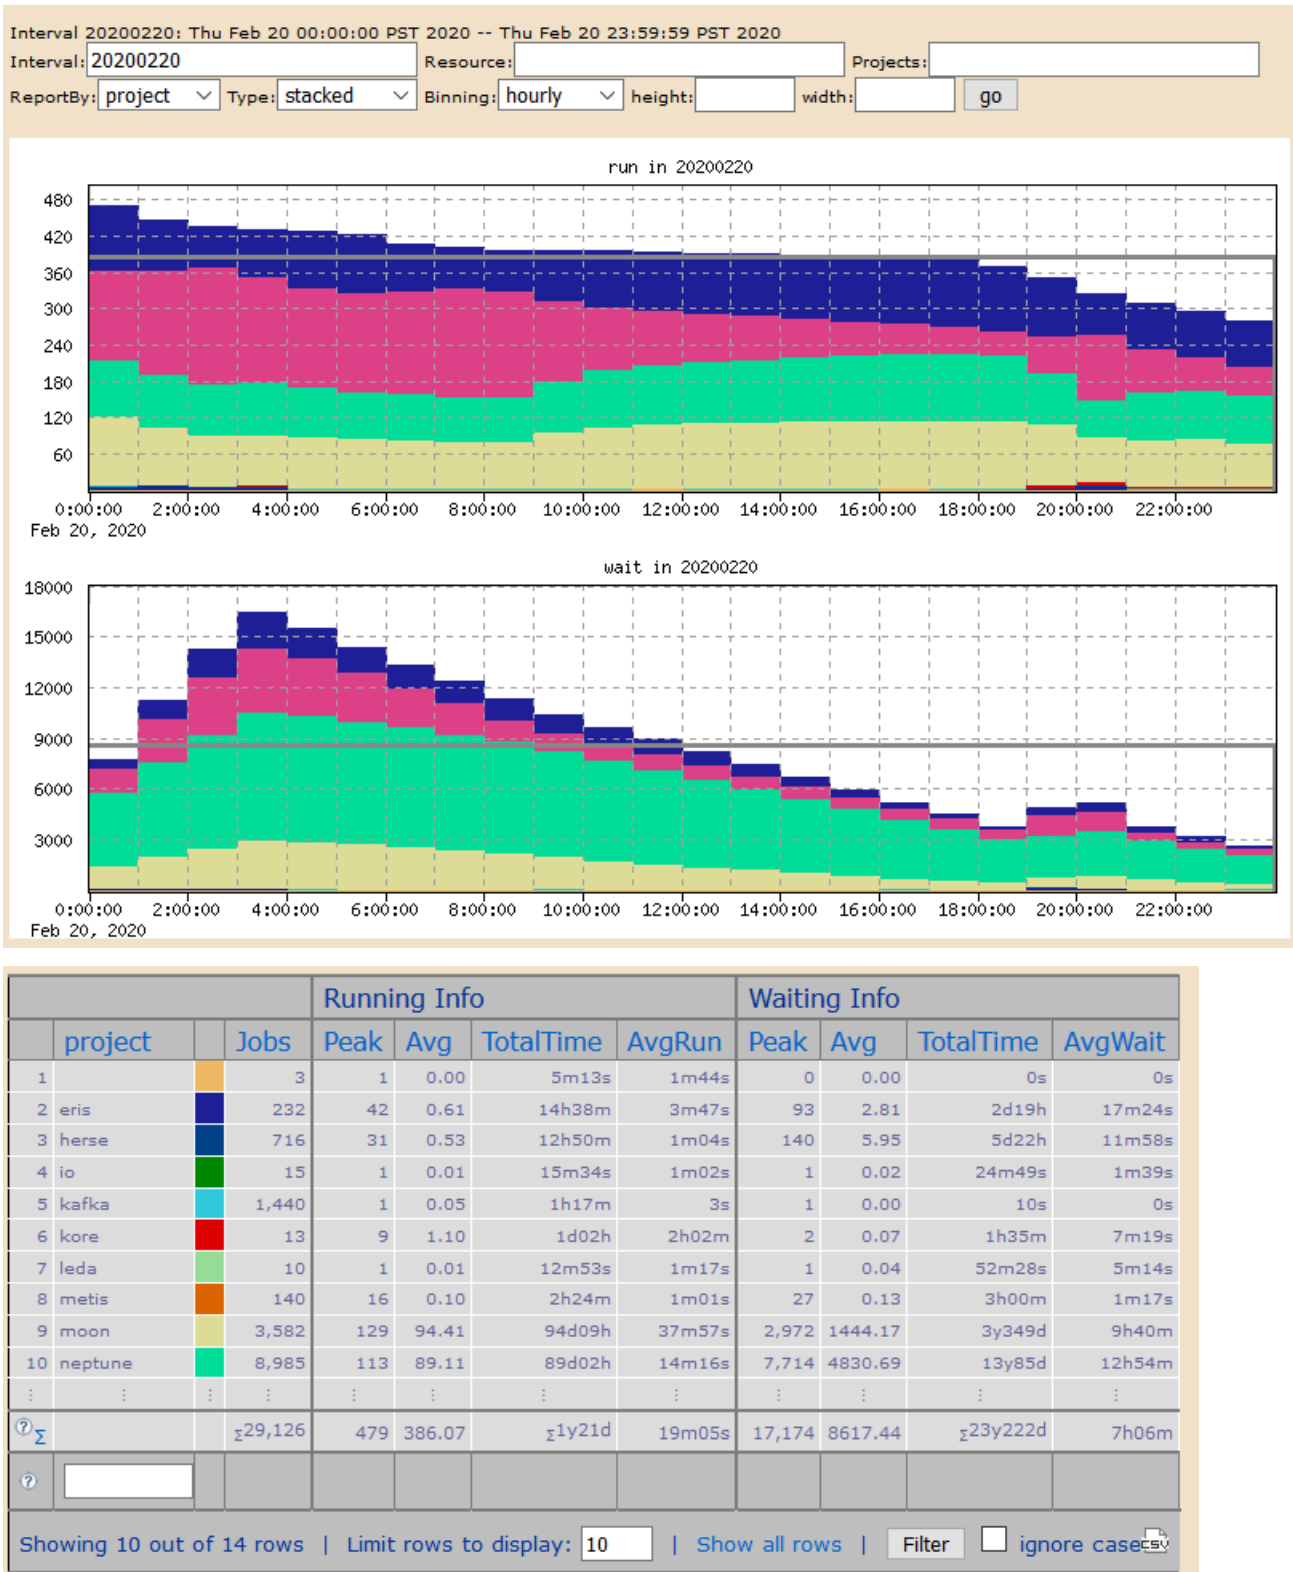 Interval 20200220: Thu Feb 20 00:00:00 PST 2020 -- Thu Feb 20 23:59:59 PST 2020
Interval: 20200220 Resource: Projects:
ReportBy: project Type: stacked Binning: hourly height: width: go
run in 20200220
480
420
360
300
240
180
120
60
0:00:00 2:00:00 4:00:00 6:00:00 8:00:00 10:00:00 12:00:00 14:00:00 16:00:00 18:00:00 20:00:00 22:00:00
Feb 20, 2020
wait in 20200220
18000
15000
12000
9000
6000
3000
0:00:00 2:00:00 4:00:00 6:00:00 8:00:00 10:00:00 12:00:00 14:00:00 16:00:00 18:00:00 20:00:00 22:00:00
Feb 20, 2020
Running Info Waiting Info
project Jobs Peak Avg TotalTime AvgRun Peak Avg TotalTime AvgWait
1 3 1 0.00 5m13s 1m44s 0 0.00 0s 0s
2 eris 232 42 0.61 14h38m 3m47s 93 2.81 2d19h 17m24s
3 herse 716 31 0.53 12h50m 1m04s 140 5.95 5d22h 11m58s
4 io 15 1 0.01 15m34s 1m02s 1 0.02 24m49s 1m39s
5 kafka 1,440 1 0.05 1h17m 3s 1 0.00 10s 0s
6 kore 13 9 1.10 1d02h 2h02m 2 0.07 1h35m 7m19s
7 leda 10 1 0.01 12m53s 1m17s 1 0.04 52m28s 5m14s
8 metis 140 16 0.10 2h24m 1m01s 27 0.13 3h00m 1m17s
9 moon 3,582 129 94.41 94d09h 37m57s 2,972 1444.17 3y349d 9h40m
10 neptune 8,985 113 89.11 89d02h 14m16s 7,714 4830.69 13y85d 12h54m
⋮ ⋮ ⋮ ⋮ ⋮ ⋮ ⋮ ⋮ ⋮ ⋮ ⋮
? Σ Σ29,126 479 386.07 Σ1y21d 19m05s 17,174 8617.44 Σ23y222d 7h06m
?
Showing 10 out of 14 rows | Limit rows to display: 10 | Show all rows | Filter ignore case CSV